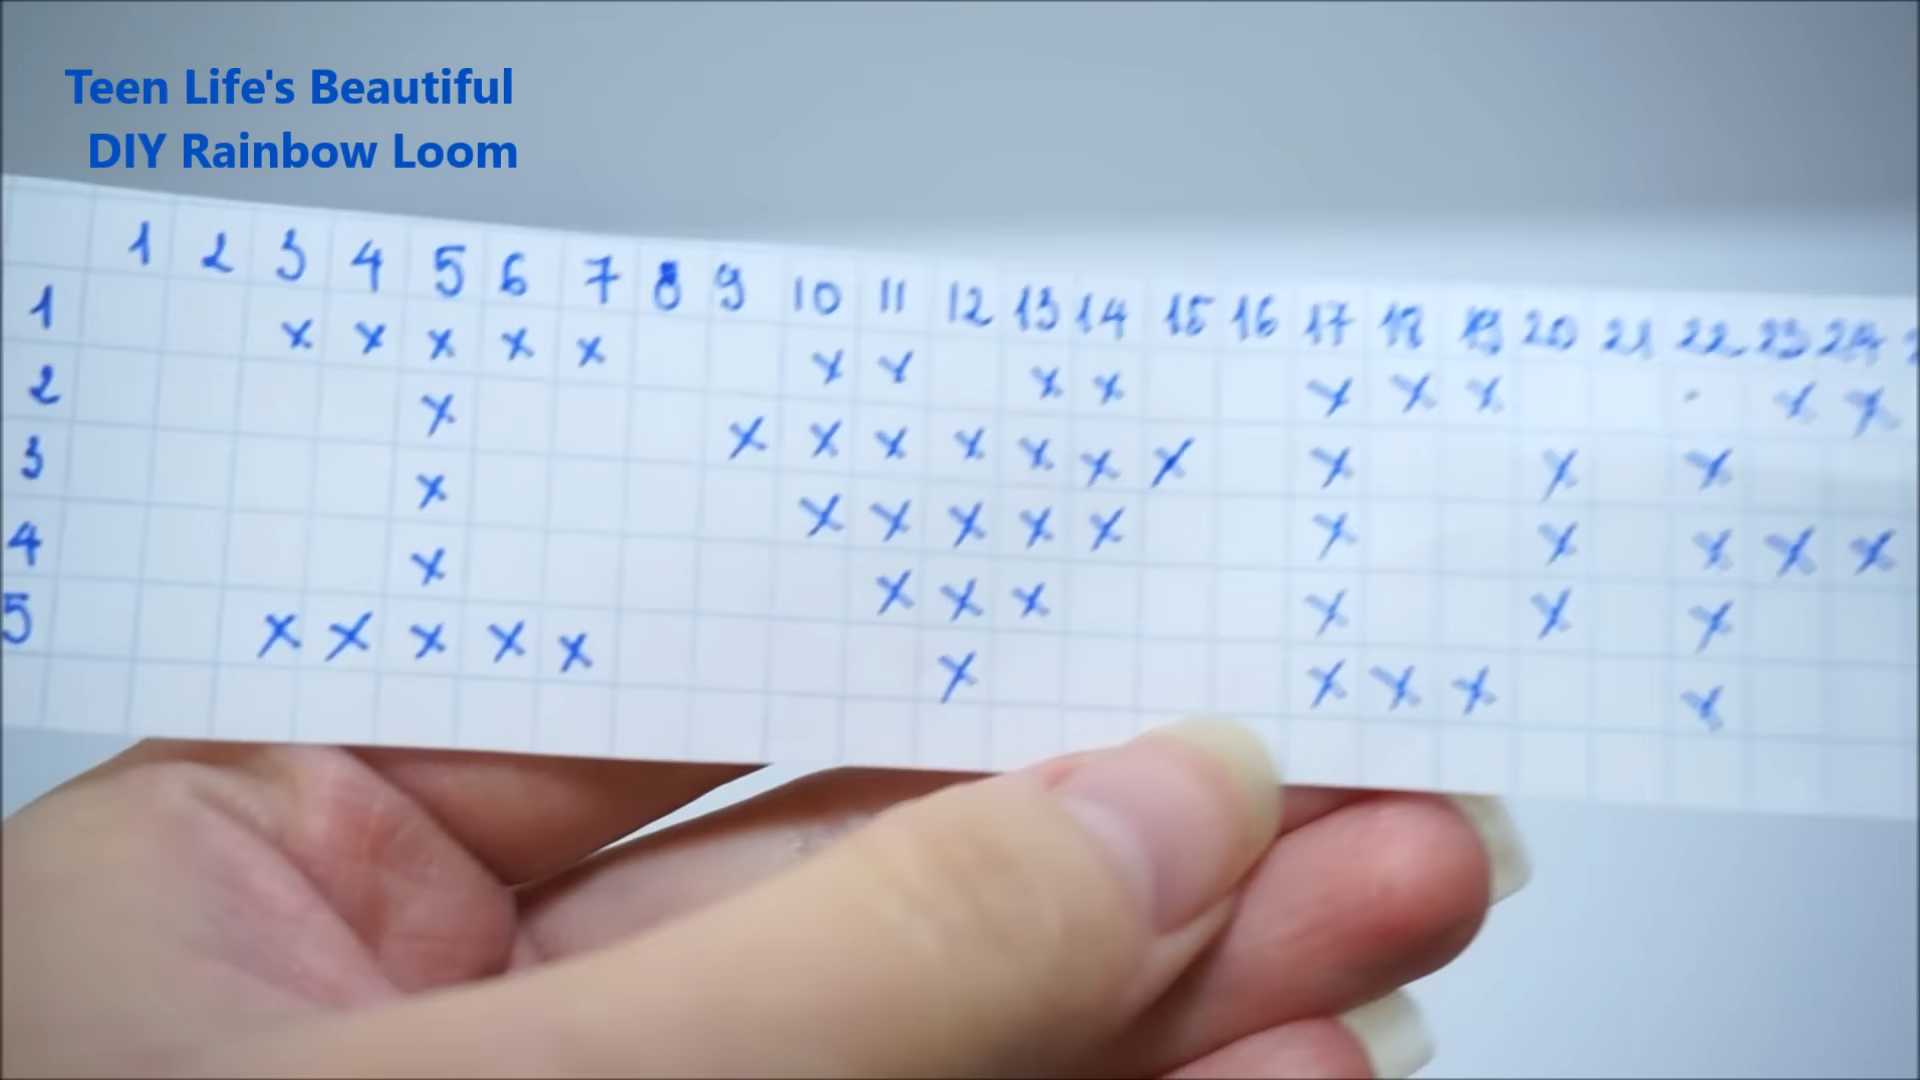 Teen Life's Beautiful
DIY Rainbow Loom
1 2 3 4 5 6 7 8 9 10 11 12 13 14 15 16 17 18 19 20 21 22 23 24
1 x x x x x x x x x x x x x x
2 x x x x x x x x x x x
3 x x x x x x x x x x x
4 x x x x x x x
5 x x x x x x x x x x